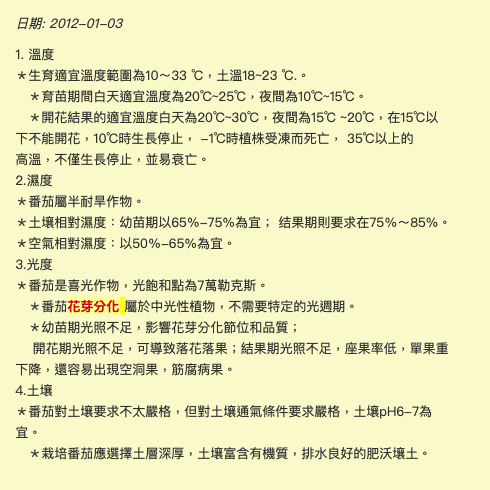 日期: 2012-01-03
1. 溫度
＊生育適宜溫度範圍為10～33 ℃，土溫18~23 ℃.。
＊育苗期間白天適宜溫度為20℃~25℃，夜間為10℃~15℃。
＊開花結果的適宜溫度白天為20℃~30℃，夜間為15℃ ~20℃，在15℃以
下不能開花，10℃時生長停止， -1℃時植株受凍而死亡， 35℃以上的
高溫，不僅生長停止，並易衰亡。
2.濕度
＊番茄屬半耐旱作物。
＊土壤相對濕度：幼苗期以65%-75%為宜； 结果期則要求在75%～85%。
＊空氣相對濕度：以50%-65%為宜。
3.光度
＊番茄是喜光作物，光飽和點為7萬勒克斯。
＊番茄花芽分化 屬於中光性植物，不需要特定的光週期。
＊幼苗期光照不足，影響花芽分化節位和品質；
開花期光照不足，可導致落花落果；結果期光照不足，座果率低，單果重
下降，還容易出現空洞果，筋腐病果。
4.土壤
＊番茄對土壤要求不太嚴格，但對土壤通氣條件要求嚴格，土壤pH6-7為
宜。
＊栽培番茄應選擇土層深厚，土壤富含有機質，排水良好的肥沃壤土。